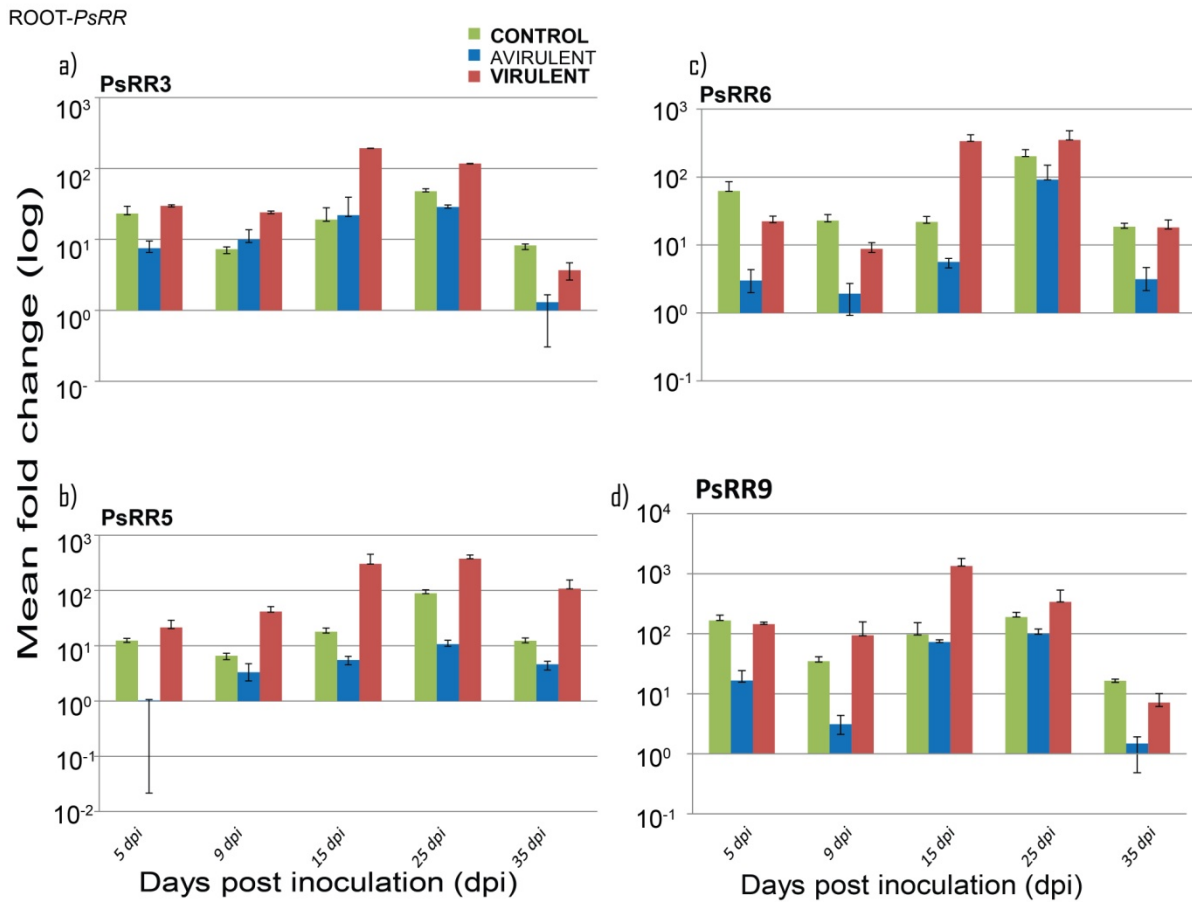 ROOT-PsRR
CONTROL
AVIRULENT
VIRULENT
Mean fold change (log)
a)
PsRR3
10³
10²
10¹
10⁰
10⁻
c)
PsRR6
10³
10²
10¹
10⁰
10⁻¹
b)
PsRR5
10³
10²
10¹
10⁰
10⁻¹
10⁻²
5 dpi
9 dpi
15 dpi
25 dpi
35 dpi
Days post inoculation (dpi)
d)
PsRR9
10⁴
10³
10²
10¹
10⁰
10⁻¹
5 dpi
9 dpi
15 dpi
25 dpi
35 dpi
Days post inoculation (dpi)